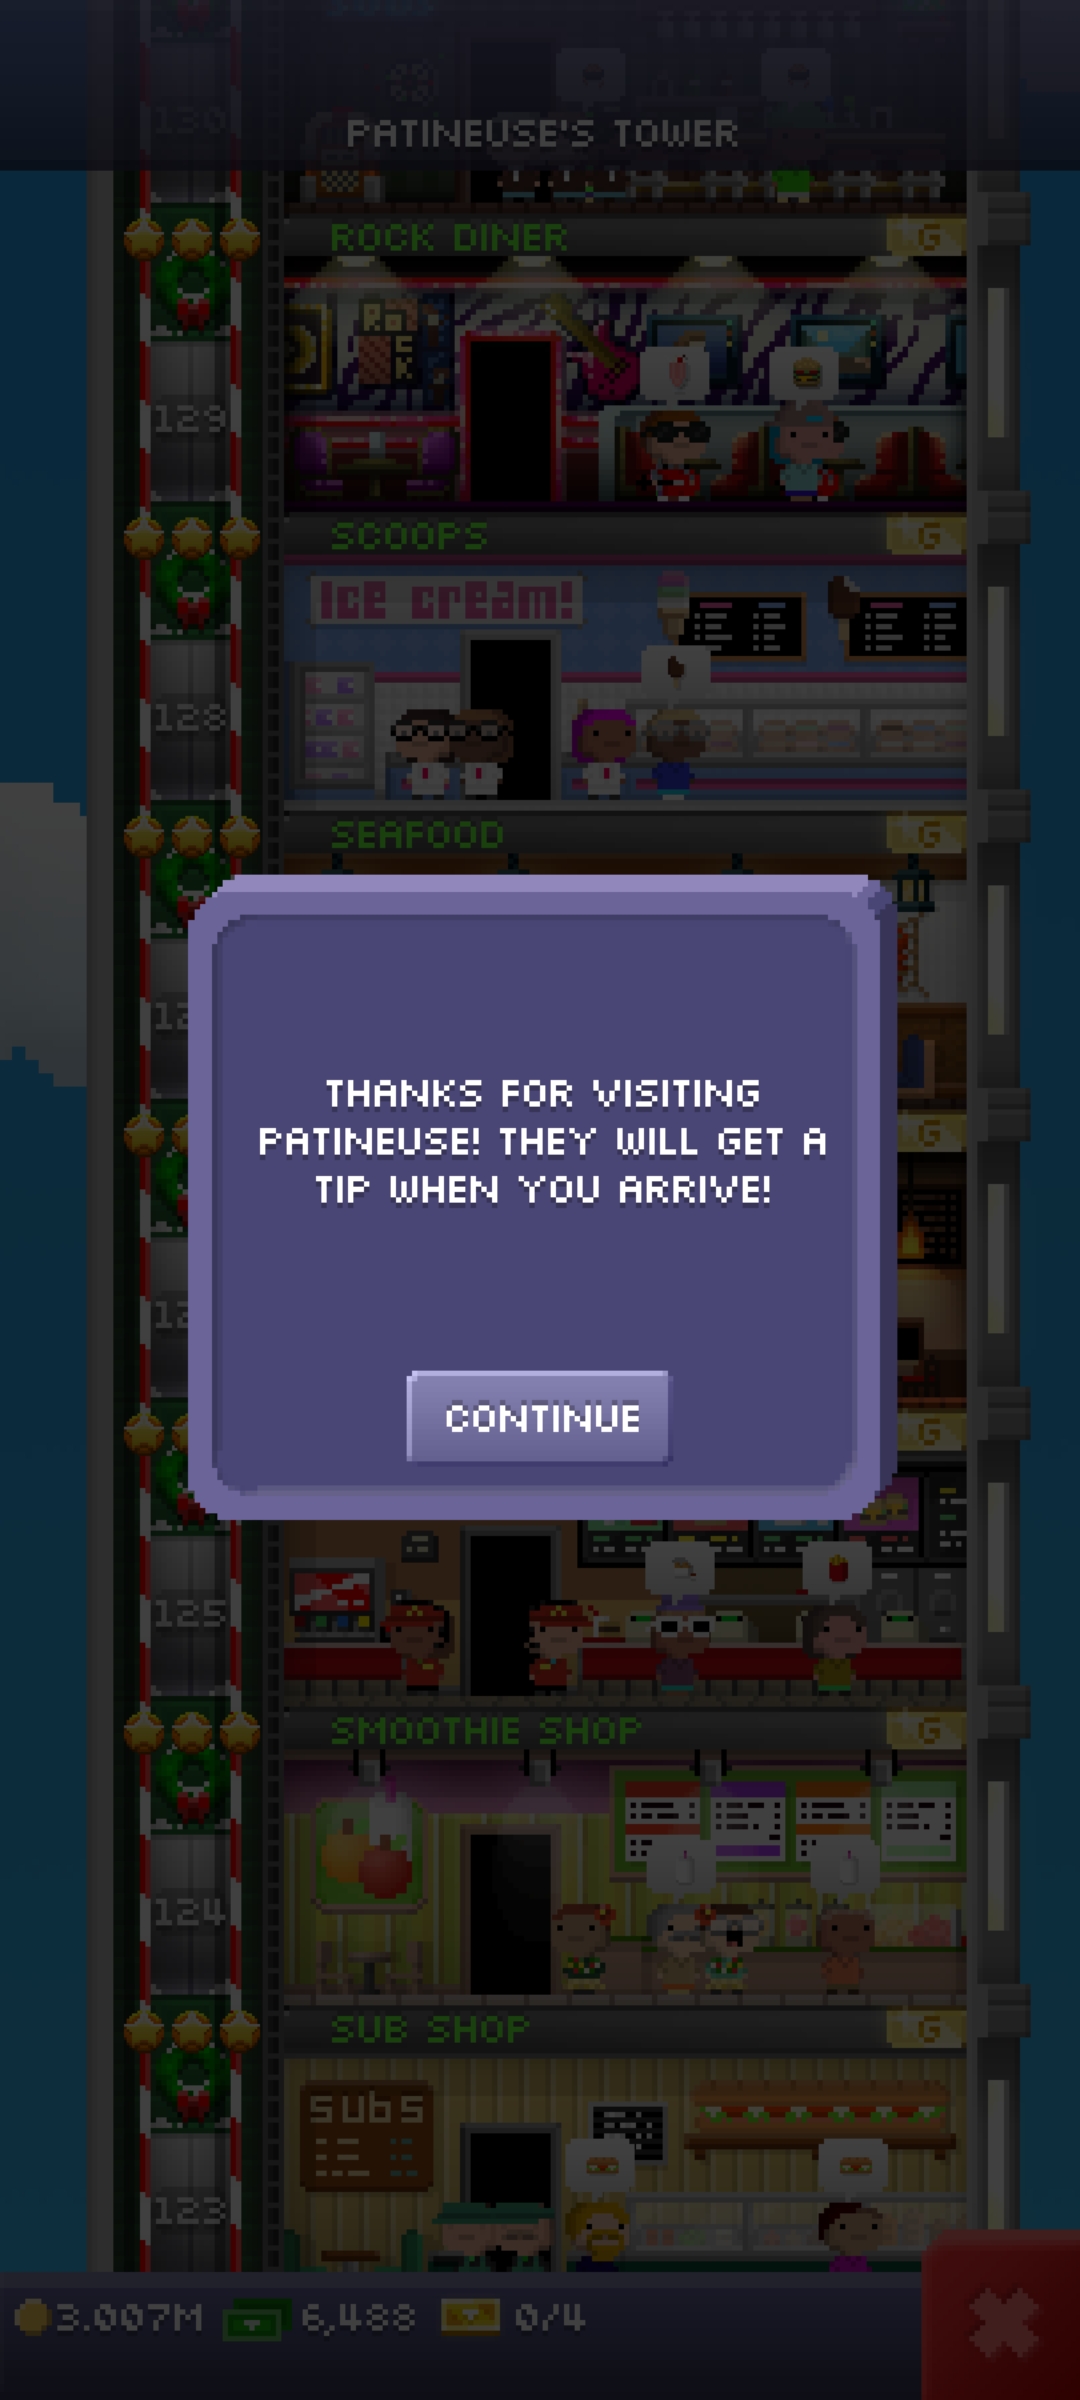 130
PATINEUSE'S TOWER
ROCK DINER
G
ROCK
129
SCOOPS
G
Ice cream!
128
SEAFOOD
G
G
THANKS FOR VISITING
PATINEUSE! THEY WILL GET A
TIP WHEN YOU ARRIVE!
CONTINUE
G
125
SMOOTHIE SHOP
G
124
SUB SHOP
G
subs
123
3.007M
6,488
0/4